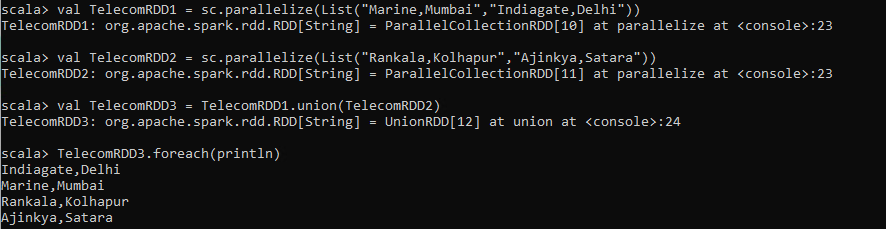 scala> val TelecomRDD1 = sc.parallelize(List("Marine,Mumbai","Indiagate,Delhi"))
TelecomRDD1: org.apache.spark.rdd.RDD[String] = ParallelCollectionRDD[10] at parallelize at <console>:23
scala> val TelecomRDD2 = sc.parallelize(List("Rankala,Kolhapur","Ajinkya,Satara"))
TelecomRDD2: org.apache.spark.rdd.RDD[String] = ParallelCollectionRDD[11] at parallelize at <console>:23
scala> val TelecomRDD3 = TelecomRDD1.union(TelecomRDD2)
TelecomRDD3: org.apache.spark.rdd.RDD[String] = UnionRDD[12] at union at <console>:24
scala> TelecomRDD3.foreach(println)
Indiagate,Delhi
Marine,Mumbai
Rankala,Kolhapur
Ajinkya,Satara